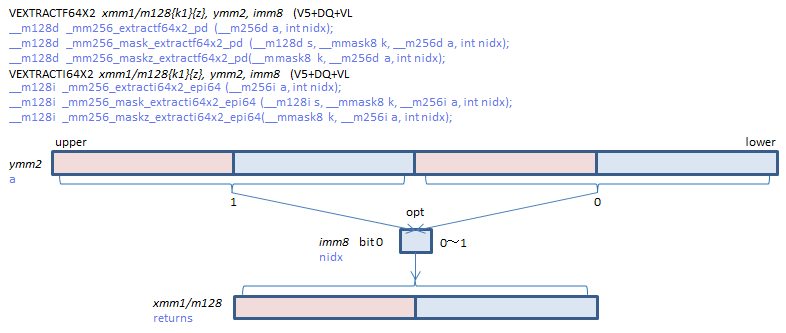 VEXTRACTF64X2 xmm1/m128{k1}{z}, ymm2, imm8 (V5+DQ+VL
__m128d _mm256_extractf64x2_pd (__m256d a, int nidx);
__m128d _mm256_mask_extractf64x2_pd (__m128d s, __mmask8 k, __m256d a, int nidx);
__m128d _mm256_maskz_extractf64x2_pd(__mmask8 k, __m256d a, int nidx);
VEXTRACTI64X2 xmm1/m128{k1}{z}, ymm2, imm8 (V5+DQ+VL
__m128i _mm256_extracti64x2_epi64 (__m256i a, int nidx);
__m128i _mm256_mask_extracti64x2_epi64 (__m128i s, __mmask8 k, __m256i a, int nidx);
__m128i _mm256_maskz_extracti64x2_epi64(__mmask8 k, __m256i a, int nidx);
upper lower
ymm2
a
1 0
opt
imm8 bit 0 0～1
nidx
xmm1/m128
returns